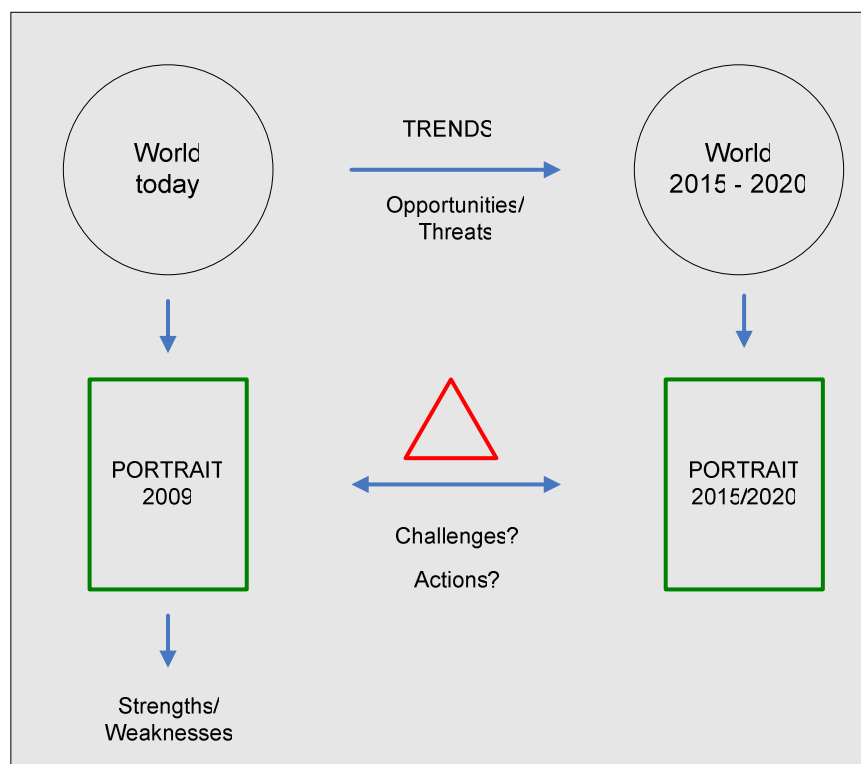 World
today
TRENDS
Opportunities/
Threats
World
2015 - 2020
PORTRAIT
2009
Challenges?
Actions?
PORTRAIT
2015/2020
Strengths/
Weaknesses